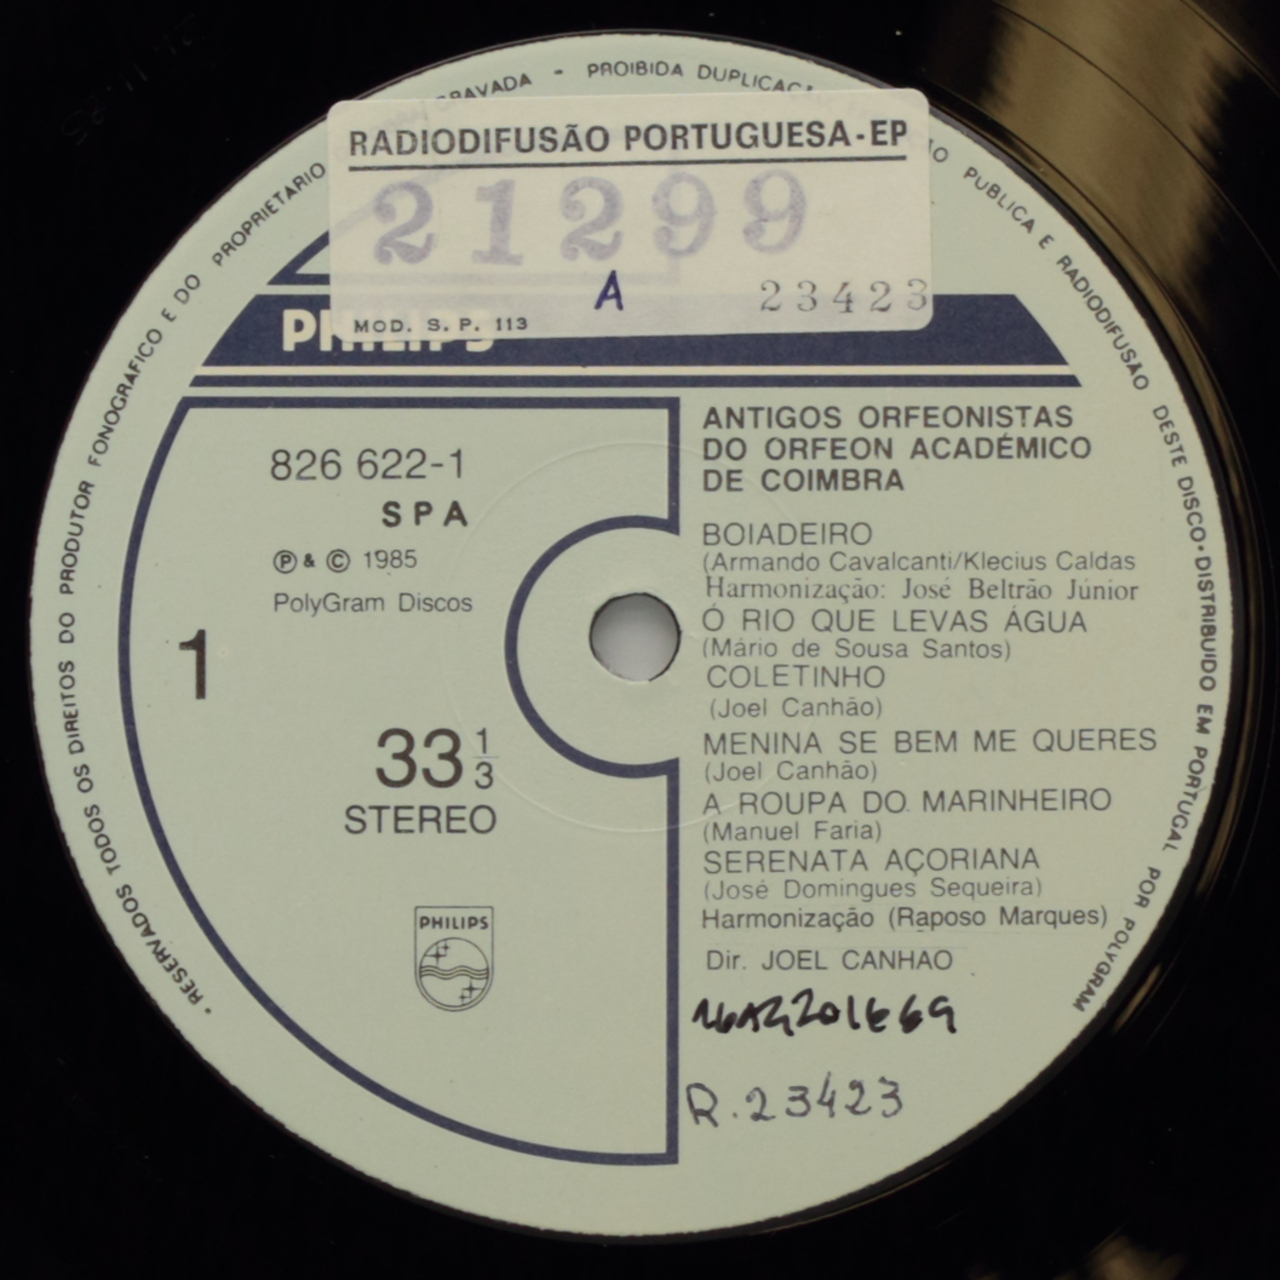 RADIODIFUSÃO PORTUGUESA-EP
21299
A
23423
MOD. S. P. 113
826 622-1
SPA
Ⓟ & © 1985
PolyGram Discos
1
33 1/3
STEREO
PHILIPS
ANTIGOS ORFEONISTAS
DO ORFEON ACADÉMICO
DE COIMBRA
BOIADEIRO
(Armando Cavalcanti/Klecius Caldas
Harmonização: José Beltrão Júnior
Ó RIO QUE LEVAS ÁGUA
(Mário de Sousa Santos)
COLETINHO
(Joel Canhão)
MENINA SE BEM ME QUERES
(Joel Canhão)
A ROUPA DO MARINHEIRO
(Manuel Faria)
SERENATA AÇORIANA
(José Domingues Sequeira)
Harmonização (Raposo Marques)
Dir. JOEL CANHAO
R.23423
• RESERVADOS TODOS OS DIREITOS DO PRODUTOR FONOGRAFICO E DO PROPRIETARIO GRAVADA - PROIBIDA DUPLICAÇÃO PUBLICA E RADIODIFUSÃO DESTE DISCO • DISTRIBUIDO EM PORTUGAL POR POLYGRAM